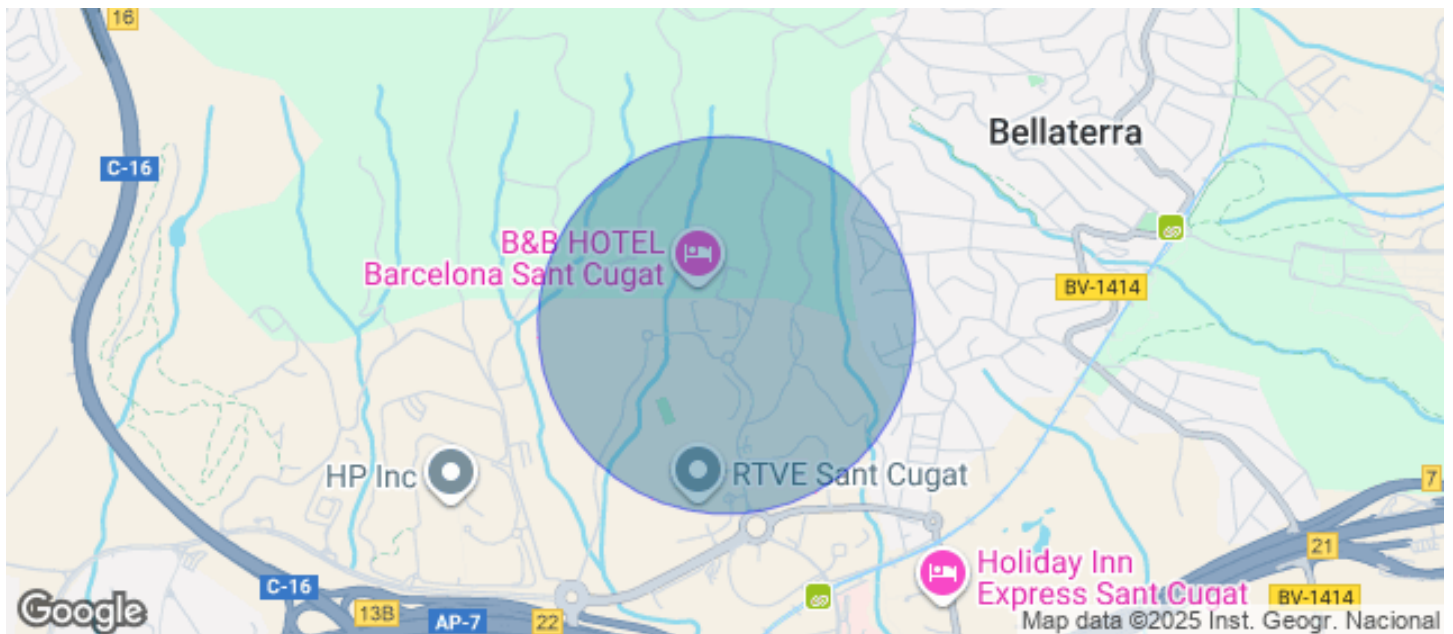 16
C-16
Bellaterra
B&B HOTEL
Barcelona Sant Cugat
BV-1414
HP Inc
RTVE Sant Cugat
7
21
Holiday Inn
Express Sant Cugat
C-16
13B
AP-7
22
BV-1414
Google
Map data ©2025 Inst. Geogr. Nacional